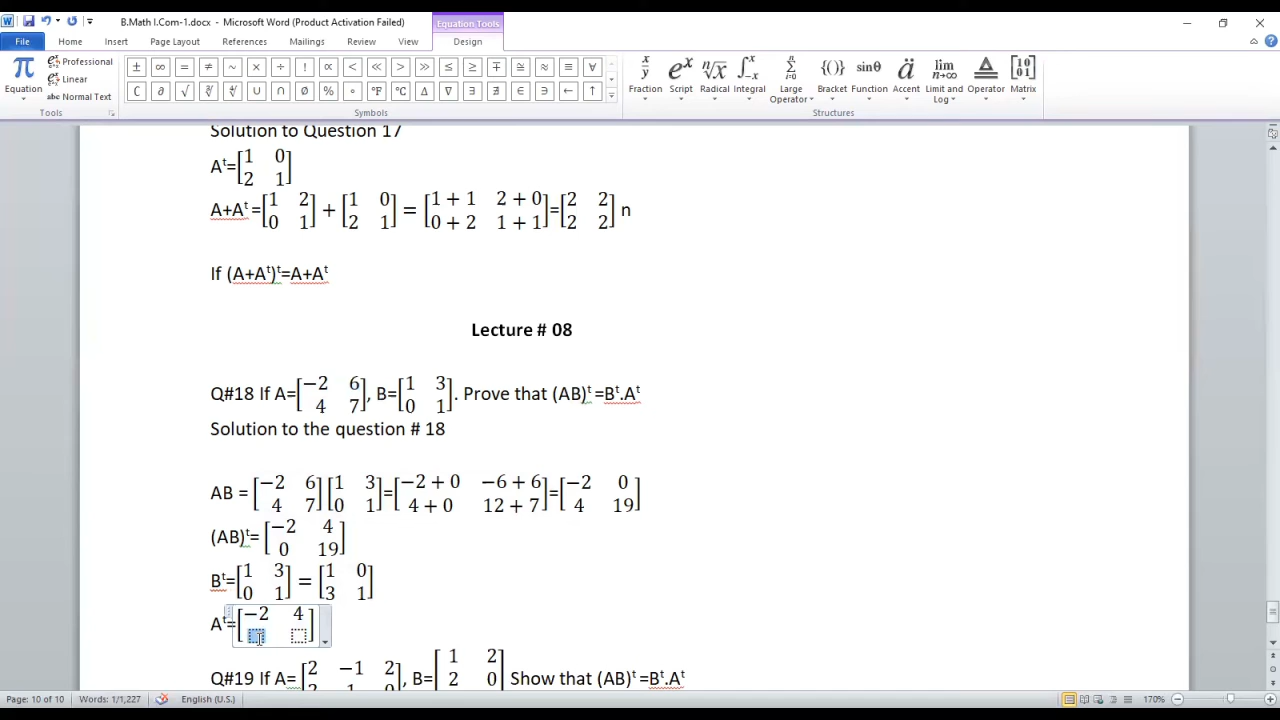 B.Math I.Com-1.docx - Microsoft Word (Product Activation Failed)
Equation Tools
File Home Insert Page Layout References Mailings Review View Design
π Equation
Professional
Linear
abc Normal Text
Tools
± ∞ = ≠ ~ × ÷ ! ∝ < ≪ > ≫ ≤ ≥ ∓ ≅ ≈ ≡ ∀
∁ ∂ √ ∛ ∜ ∪ ∩ ∅ % ° °F °C ∆ ∇ ∃ ∄ ∈ ∋ ← ↑
Symbols
Fraction Script Radical Integral Large Operator Bracket Function Accent Limit and Log Operator Matrix
Structures
Solution to Question 17
Aᵗ=[1 0
2 1]
A+Aᵗ=[1 2
0 1]+[1 0
2 1]=[1+1 2+0
0+2 1+1]=[2 2
2 2] n
If (A+Aᵗ)ᵗ=A+Aᵗ
Lecture # 08
Q#18 If A=[−2 6
4 7], B=[1 3
0 1]. Prove that (AB)ᵗ=Bᵗ.Aᵗ
Solution to the question # 18
AB = [−2 6
4 7][1 3
0 1]=[−2+0 −6+6
4+0 12+7]=[−2 0
4 19]
(AB)ᵗ= [−2 4
0 19]
Bᵗ=[1 3
0 1] = [1 0
3 1]
Aᵗ=[−2 4]
Q#19 If A=[2 −1 2], B=[1 2
2 0] Show that (AB)ᵗ=Bᵗ.Aᵗ
Page: 10 of 10 Words: 1/1,227 English (U.S.) 170%